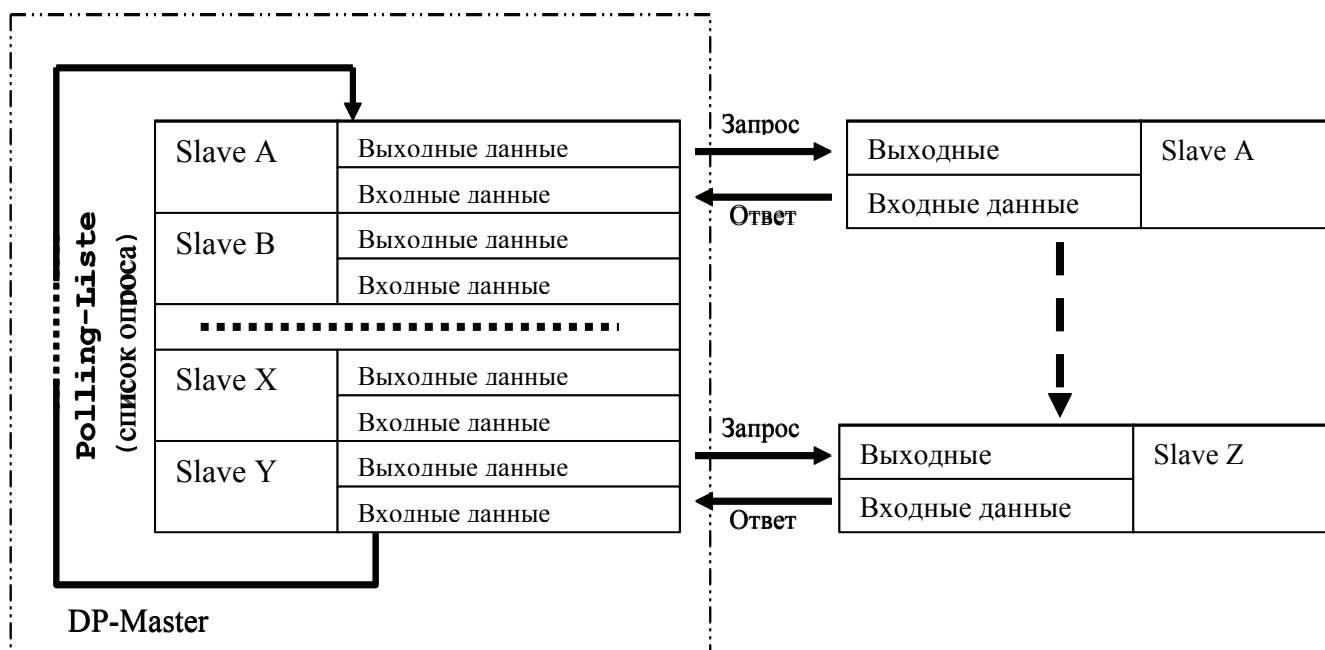 Polling-Liste
(список опроса)
Slave A
Выходные данные
Входные данные
Slave B
Выходные данные
Входные данные
Slave X
Выходные данные
Входные данные
Slave Y
Выходные данные
Входные данные
DP-Master
Запрос
Ответ
Выходные
Slave A
Входные данные
Запрос
Ответ
Выходные
Slave Z
Входные данные